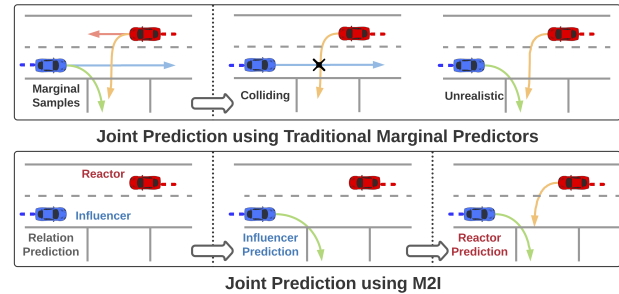 Marginal
Samples
Colliding
Unrealistic
Joint Prediction using Traditional Marginal Predictors
Reactor
Influencer
Relation
Prediction
Influencer
Prediction
Reactor
Prediction
Joint Prediction using M2I